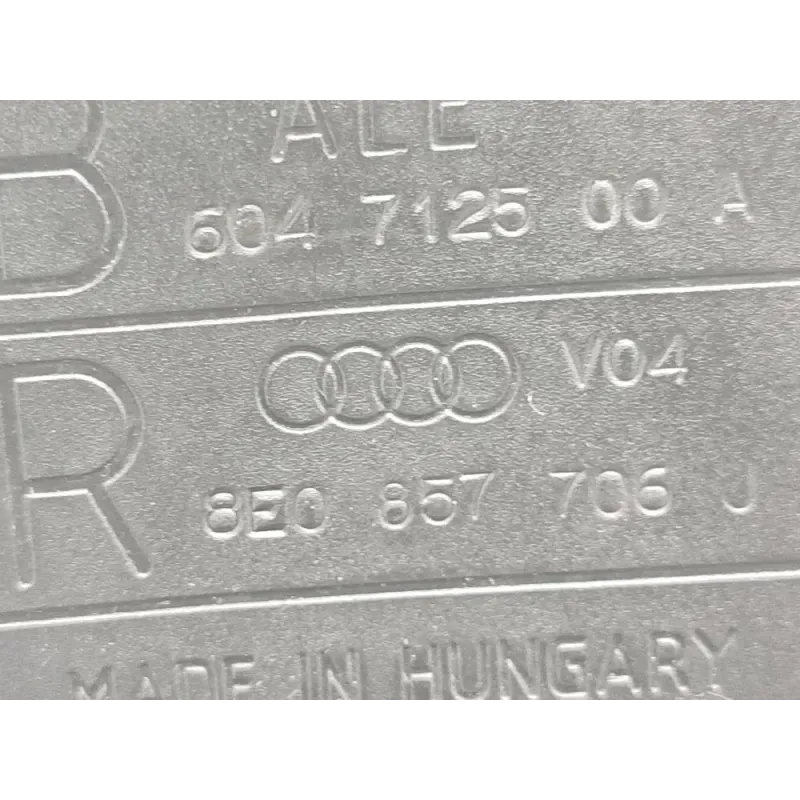 B
ALE
604 7125 00 A
V04
R
8E0 857 706 J
MADE IN HUNGARY